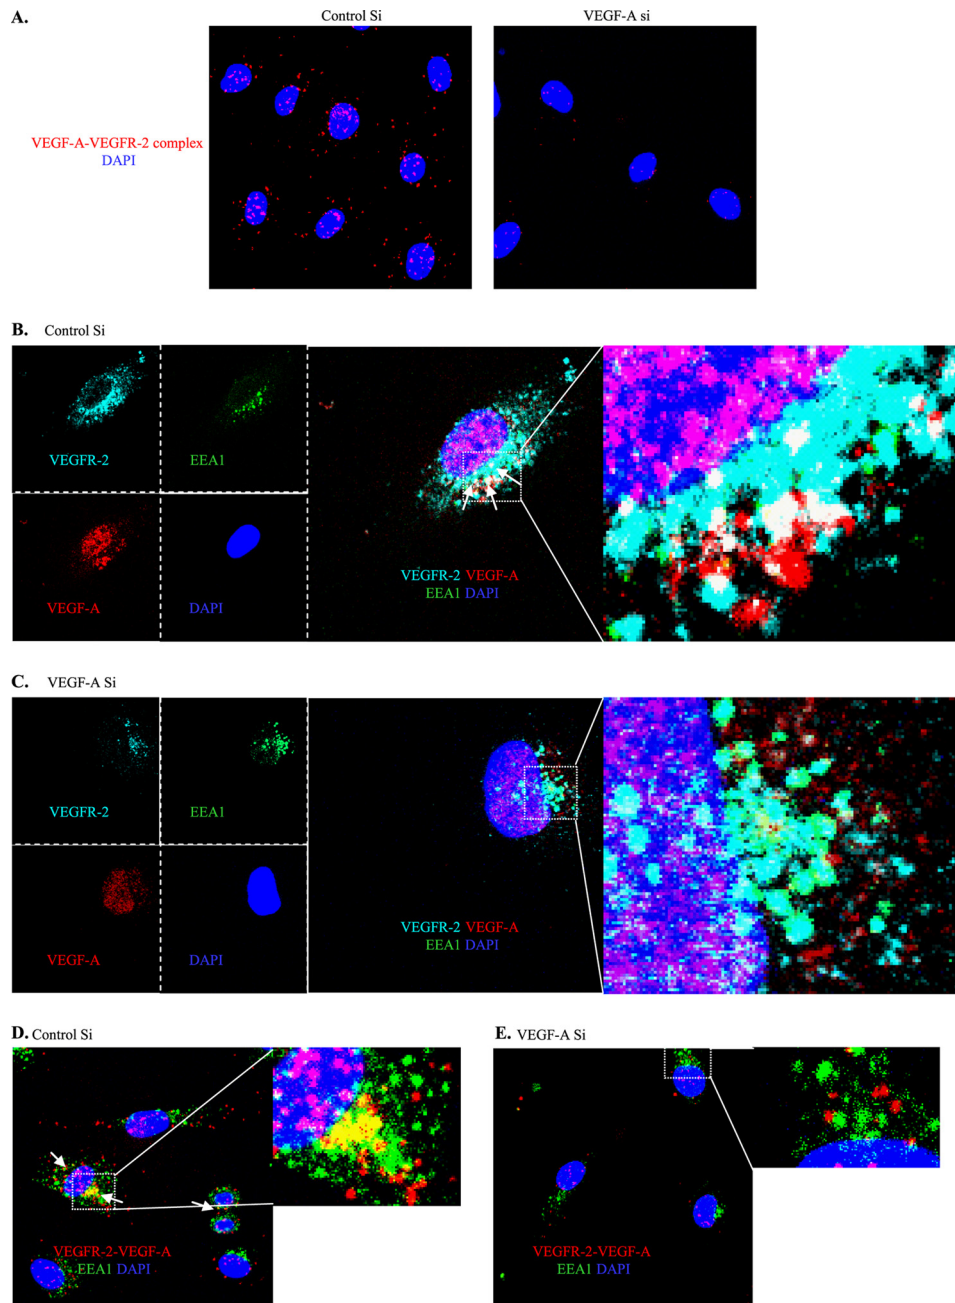 A.
Control Si
VEGF-A si
VEGF-A-VEGFR-2 complex
DAPI
B. Control Si
VEGFR-2
EEA1
VEGF-A
DAPI
VEGFR-2 VEGF-A
EEA1 DAPI
C. VEGF-A Si
VEGFR-2
EEA1
VEGF-A
DAPI
VEGFR-2 VEGF-A
EEA1 DAPI
D. Control Si
VEGFR-2-VEGF-A
EEA1 DAPI
E. VEGF-A Si
VEGFR-2-VEGF-A
EEA1 DAPI